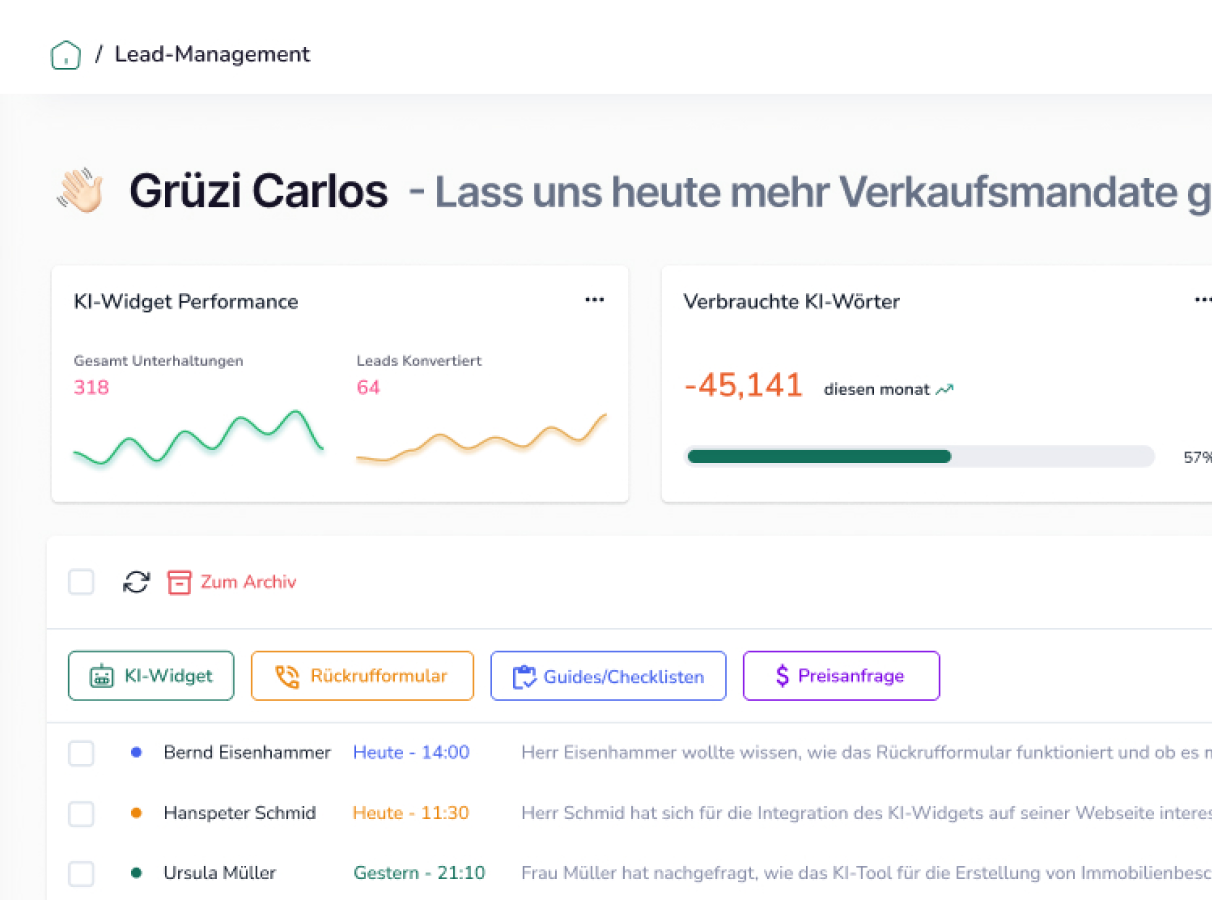 / Lead-Management
Grüzi Carlos - Lass uns heute mehr Verkaufsmandate g
KI-Widget Performance
Verbrauchte KI-Wörter
Gesamt Unterhaltungen
Leads Konvertiert
318
64
-45,141 diesen monat
57%
Zum Archiv
KI-Widget
Rückrufformular
Guides/Checklisten
$ Preisanfrage
Bernd Eisenhammer Heute - 14:00 Herr Eisenhammer wollte wissen, wie das Rückrufformular funktioniert und ob es m
Hanspeter Schmid Heute - 11:30 Herr Schmid hat sich für die Integration des KI-Widgets auf seiner Webseite interes
Ursula Müller Gestern - 21:10 Frau Müller hat nachgefragt, wie das KI-Tool für die Erstellung von Immobilienbesc